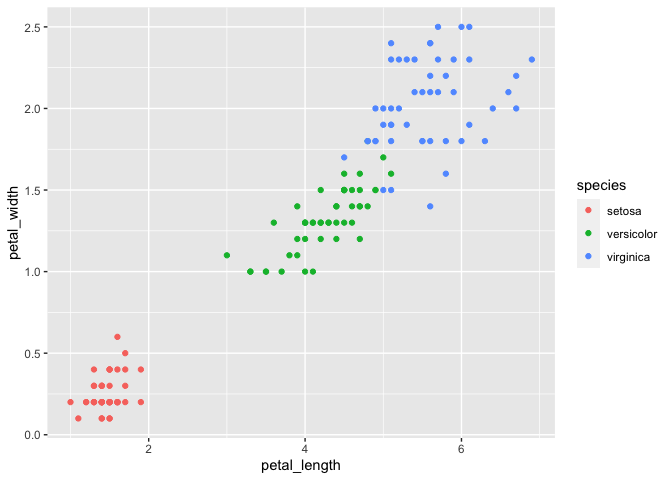 2.5
2.0
1.5
1.0
0.5
0.0
petal_width
2 4 6
petal_length
species
setosa
versicolor
virginica